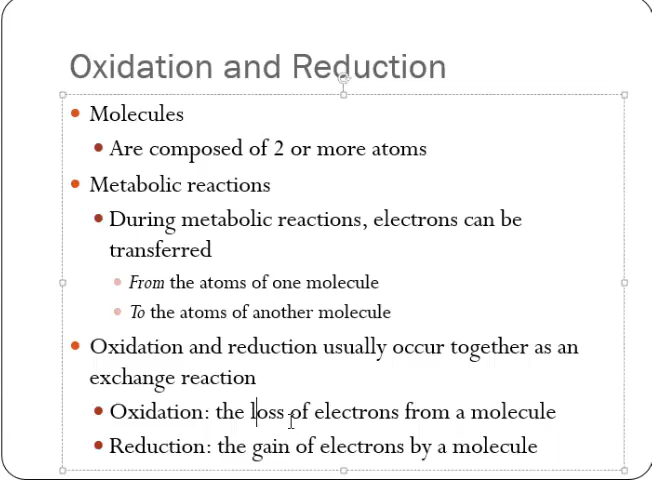 Oxidation and Reduction
Molecules
Are composed of 2 or more atoms
Metabolic reactions
During metabolic reactions, electrons can be
transferred
From the atoms of one molecule
To the atoms of another molecule
Oxidation and reduction usually occur together as an
exchange reaction
Oxidation: the loss of electrons from a molecule
Reduction: the gain of electrons by a molecule